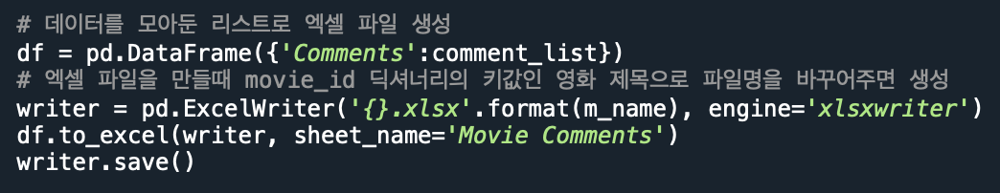 # 데이터를 모아둔 리스트로 엑셀 파일 생성
df = pd.DataFrame({'Comments':comment_list})
# 엑셀 파일을 만들때 movie_id 딕셔너리의 키값인 영화 제목으로 파일명을 바꾸어주면 생성
writer = pd.ExcelWriter('{}.xlsx'.format(m_name), engine='xlsxwriter')
df.to_excel(writer, sheet_name='Movie Comments')
writer.save()